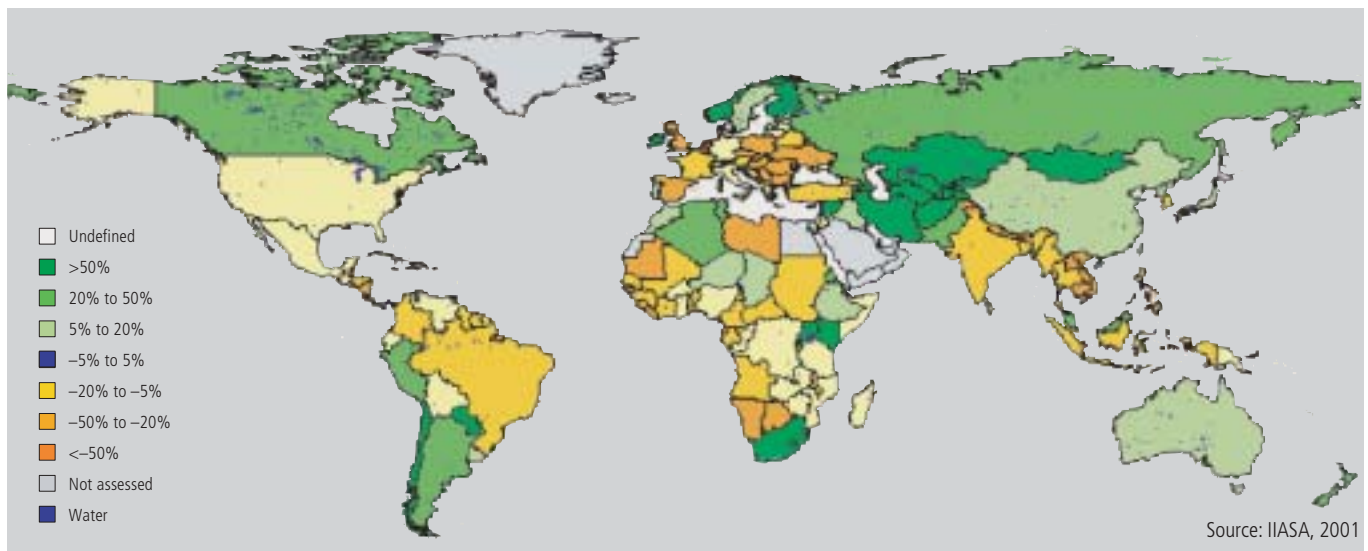 Undefined
>50%
20% to 50%
5% to 20%
–5% to 5%
–20% to –5%
–50% to –20%
<–50%
Not assessed
Water
Source: IIASA, 2001